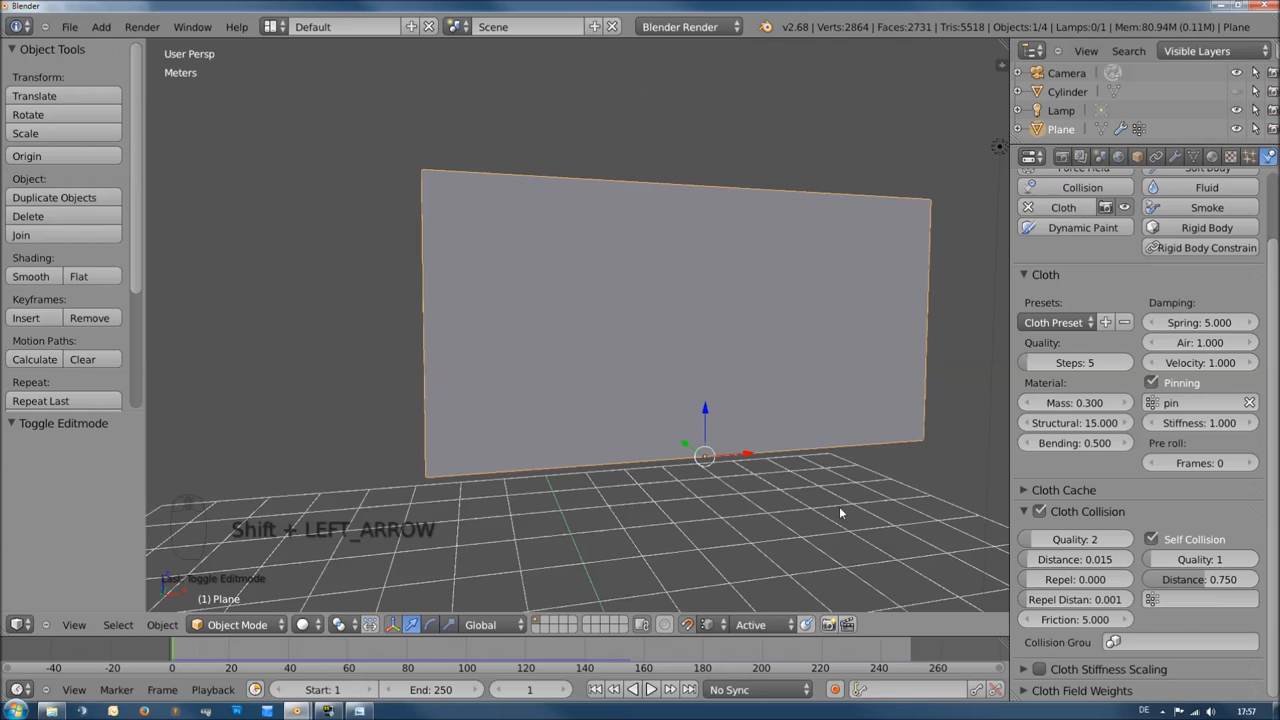 Blender
File Add Render Window Help Default Scene Blender Render v2.68 | Verts:2864 | Faces:2731 | Tris:5518 | Objects:1/4 | Lamps:0/1 | Mem:80.94M (0.11M) | Plane
Object Tools
Transform:
Translate
Rotate
Scale
Origin
Object:
Duplicate Objects
Delete
Join
Shading:
Smooth Flat
Keyframes:
Insert Remove
Motion Paths:
Calculate Clear
Repeat:
Repeat Last
Toggle Editmode
User Persp
Meters
Shift + LEFT_ARROW
Last: Toggle Editmode
(1) Plane
View Search Visible Layers
Camera
Cylinder
Lamp
Plane
Force Field Soft Body
Collision Fluid
Cloth Smoke
Dynamic Paint Rigid Body
Rigid Body Constrain
Cloth
Presets: Damping:
Cloth Preset Spring: 5.000
Quality: Air: 1.000
Steps: 5 Velocity: 1.000
Material: Pinning
Mass: 0.300 pin
Structural: 15.000 Stiffness: 1.000
Bending: 0.500 Pre roll:
Frames: 0
Cloth Cache
Cloth Collision
Quality: 2 Self Collision
Distance: 0.015 Quality: 1
Repel: 0.000 Distance: 0.750
Repel Distan: 0.001
Friction: 5.000
Collision Grou
Cloth Stiffness Scaling
Cloth Field Weights
View Select Object Object Mode Global Active
-40 -20 0 20 40 60 80 100 120 140 160 180 200 220 240 260
View Marker Frame Playback Start: 1 End: 250 1 No Sync
DE 17:57